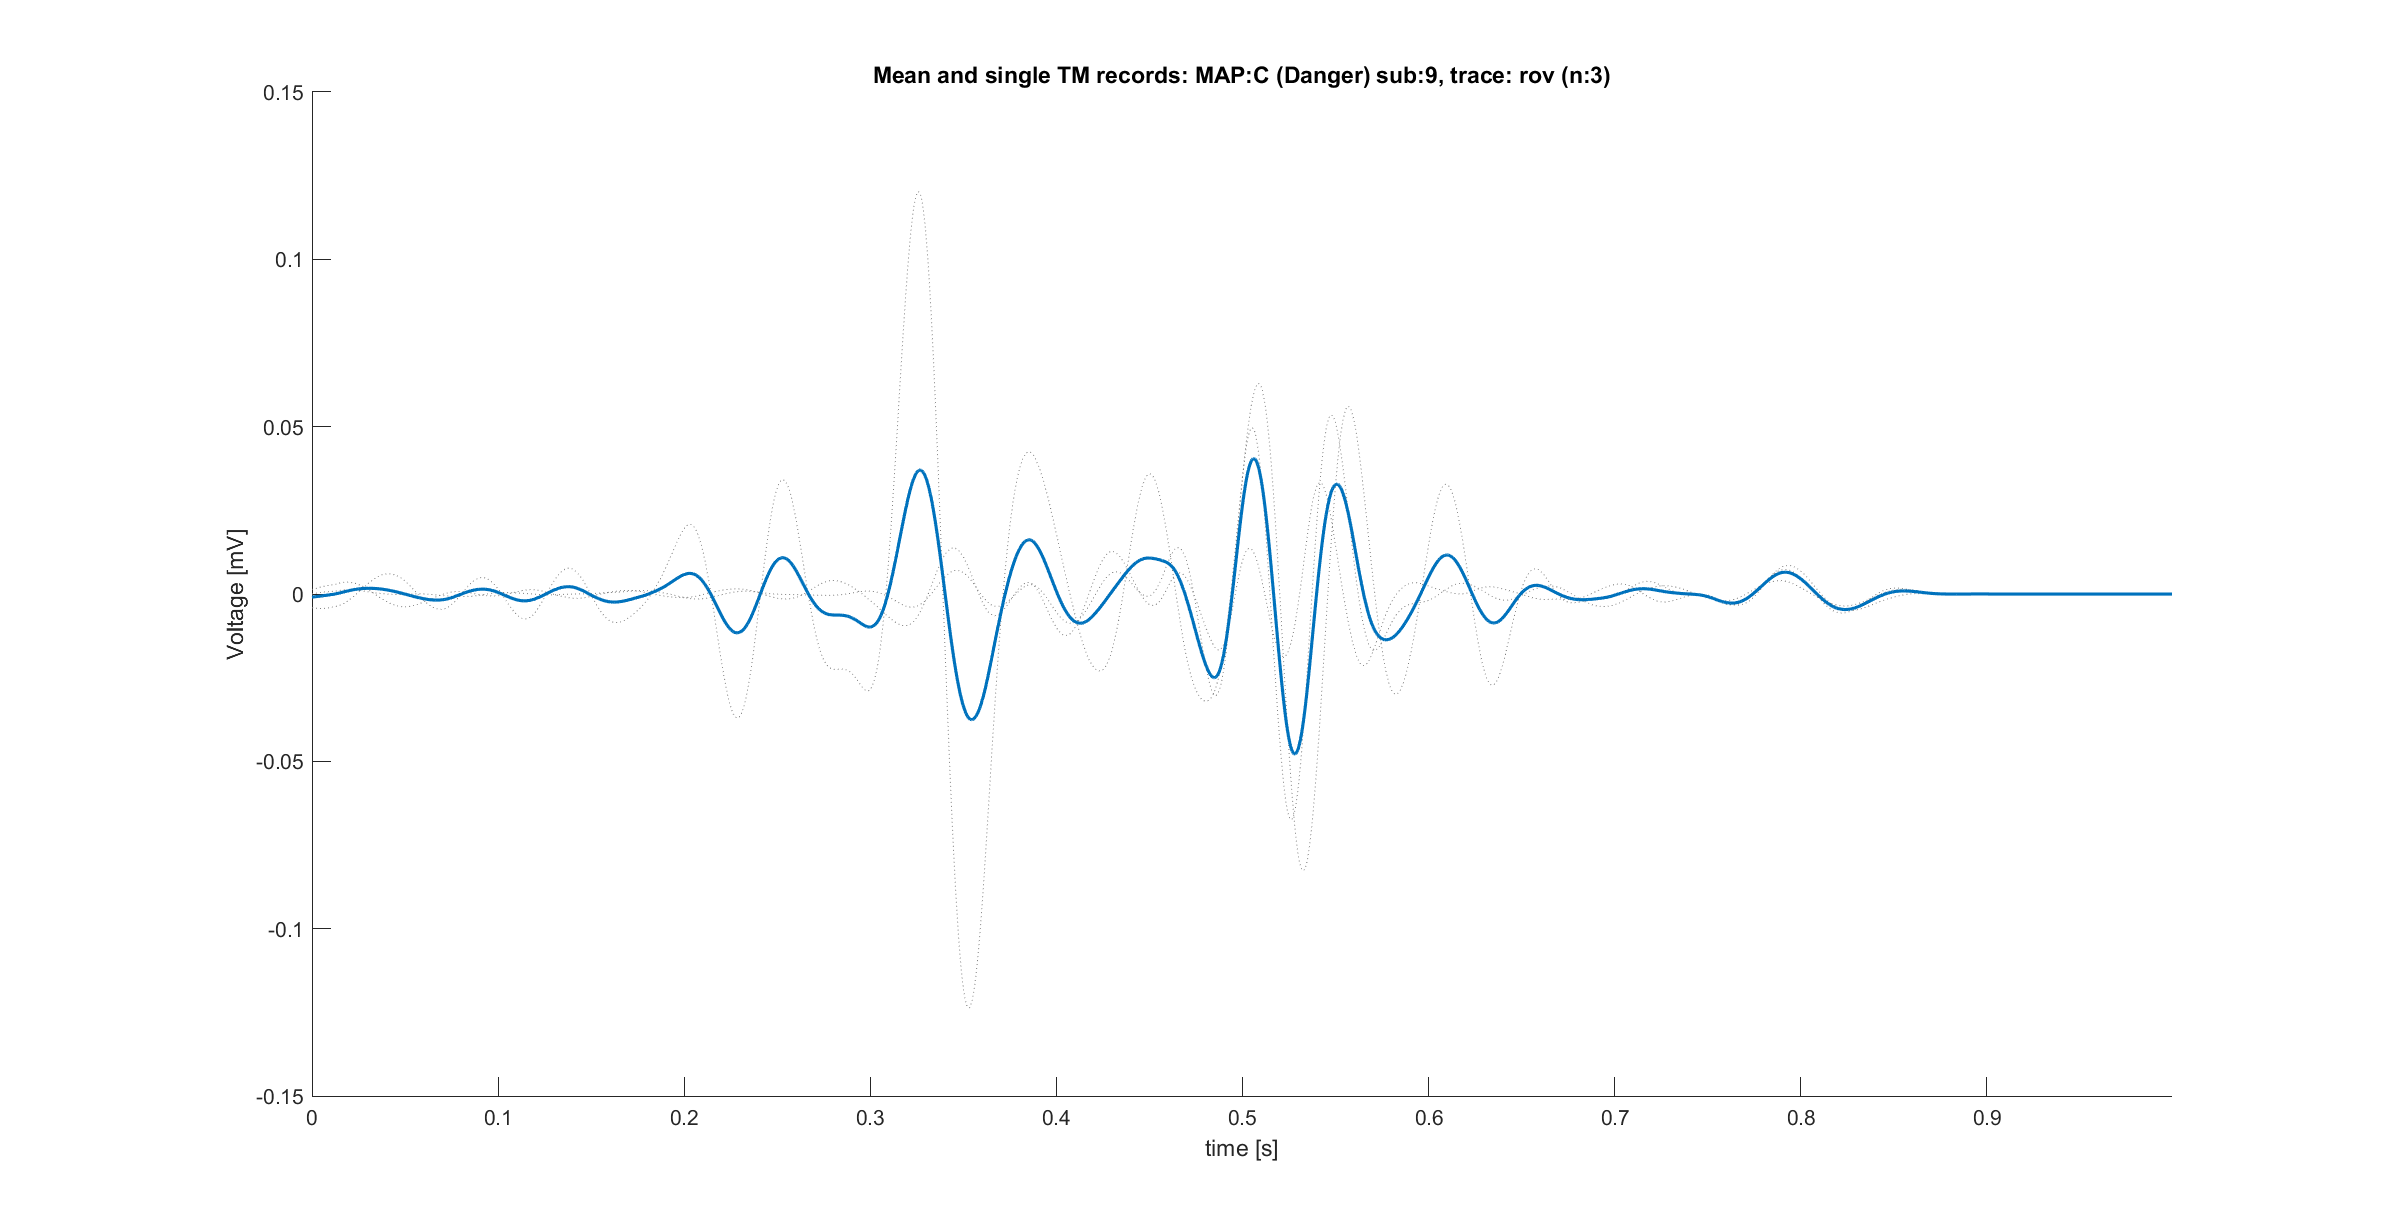 Mean and single TM records: MAP:C (Danger) sub:9, trace: rov (n:3)
0.15
0.1
0.05
0
-0.05
-0.1
-0.15
Voltage [mV]
0 0.1 0.2 0.3 0.4 0.5 0.6 0.7 0.8 0.9
time [s]